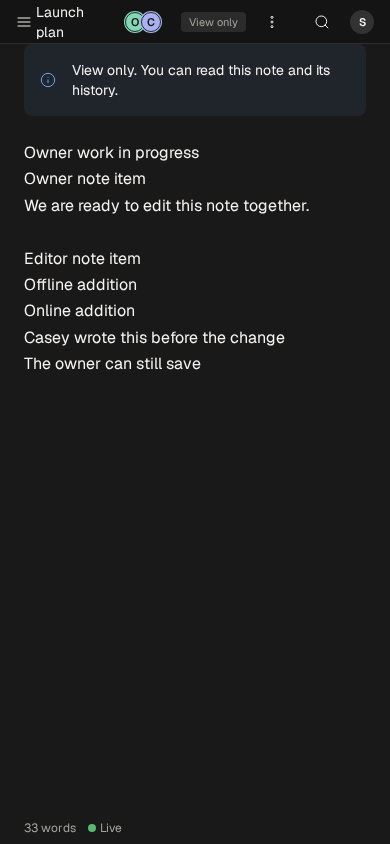 Launch
plan
O C View only S
View only. You can read this note and its
history.
Owner work in progress
Owner note item
We are ready to edit this note together.
Editor note item
Offline addition
Online addition
Casey wrote this before the change
The owner can still save
33 words Live